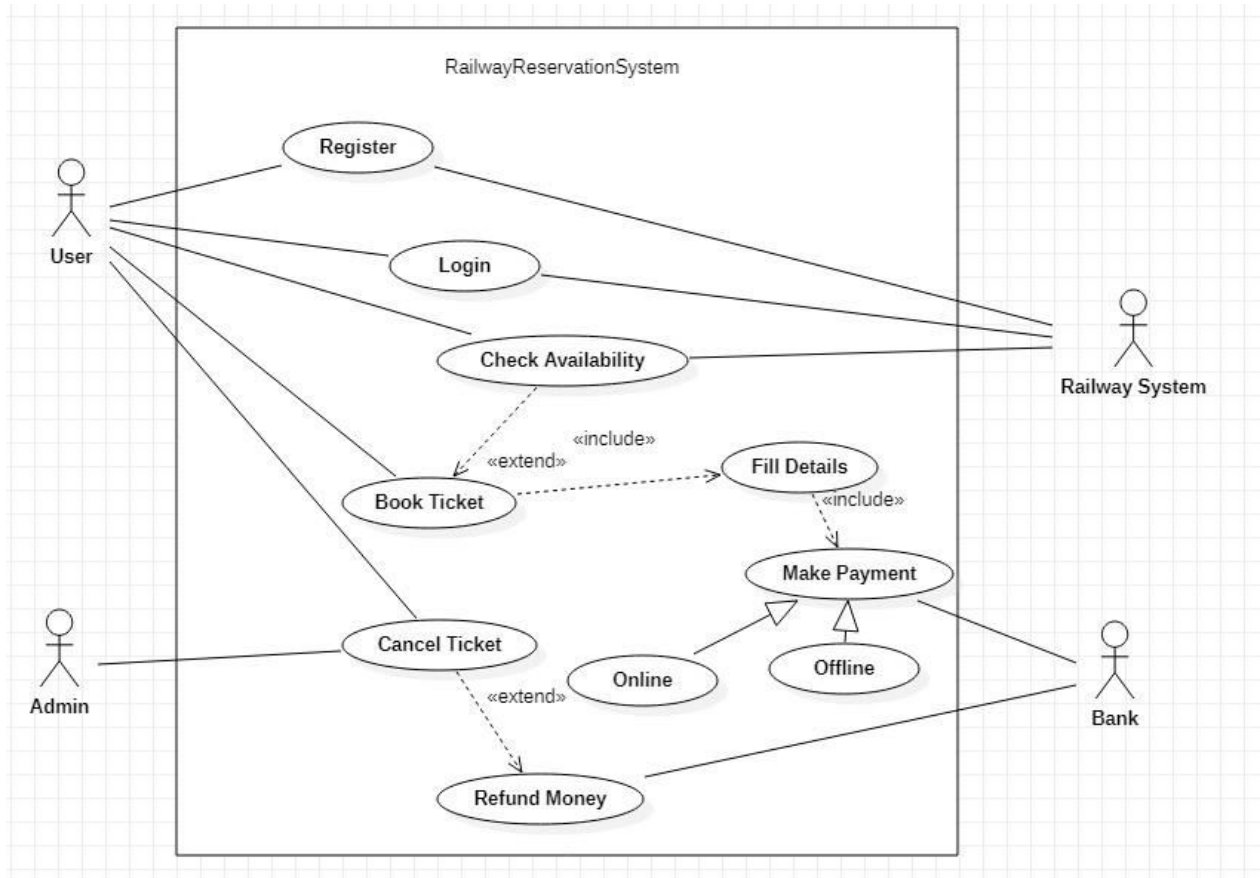 RailwayReservationSystem
Register
User
Login
Check Availability
Railway System
«include»
«extend»
Fill Details
Book Ticket
«include»
Make Payment
Cancel Ticket
Online
Offline
Admin
«extend»
Bank
Refund Money